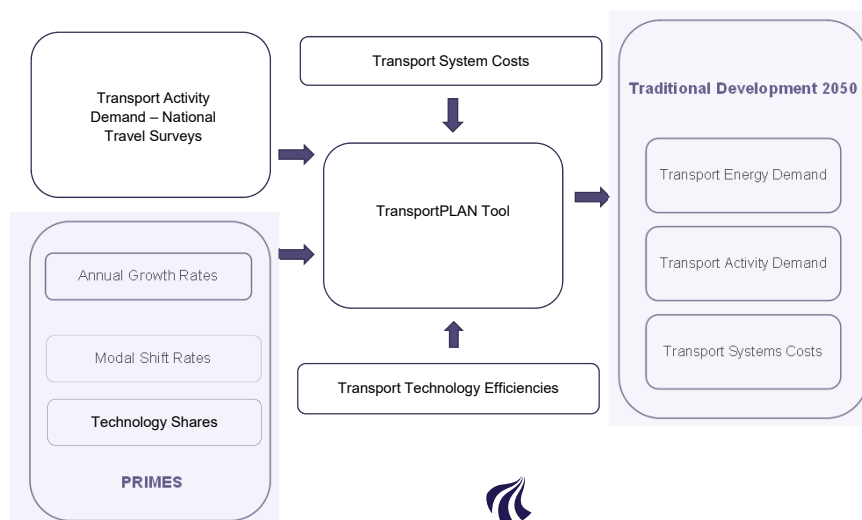 Transport Activity
Demand – National
Travel Surveys
Transport System Costs
TransportPLAN Tool
Transport Technology Efficiencies
Annual Growth Rates
Modal Shift Rates
Technology Shares
PRIMES
Traditional Development 2050
Transport Energy Demand
Transport Activity Demand
Transport Systems Costs